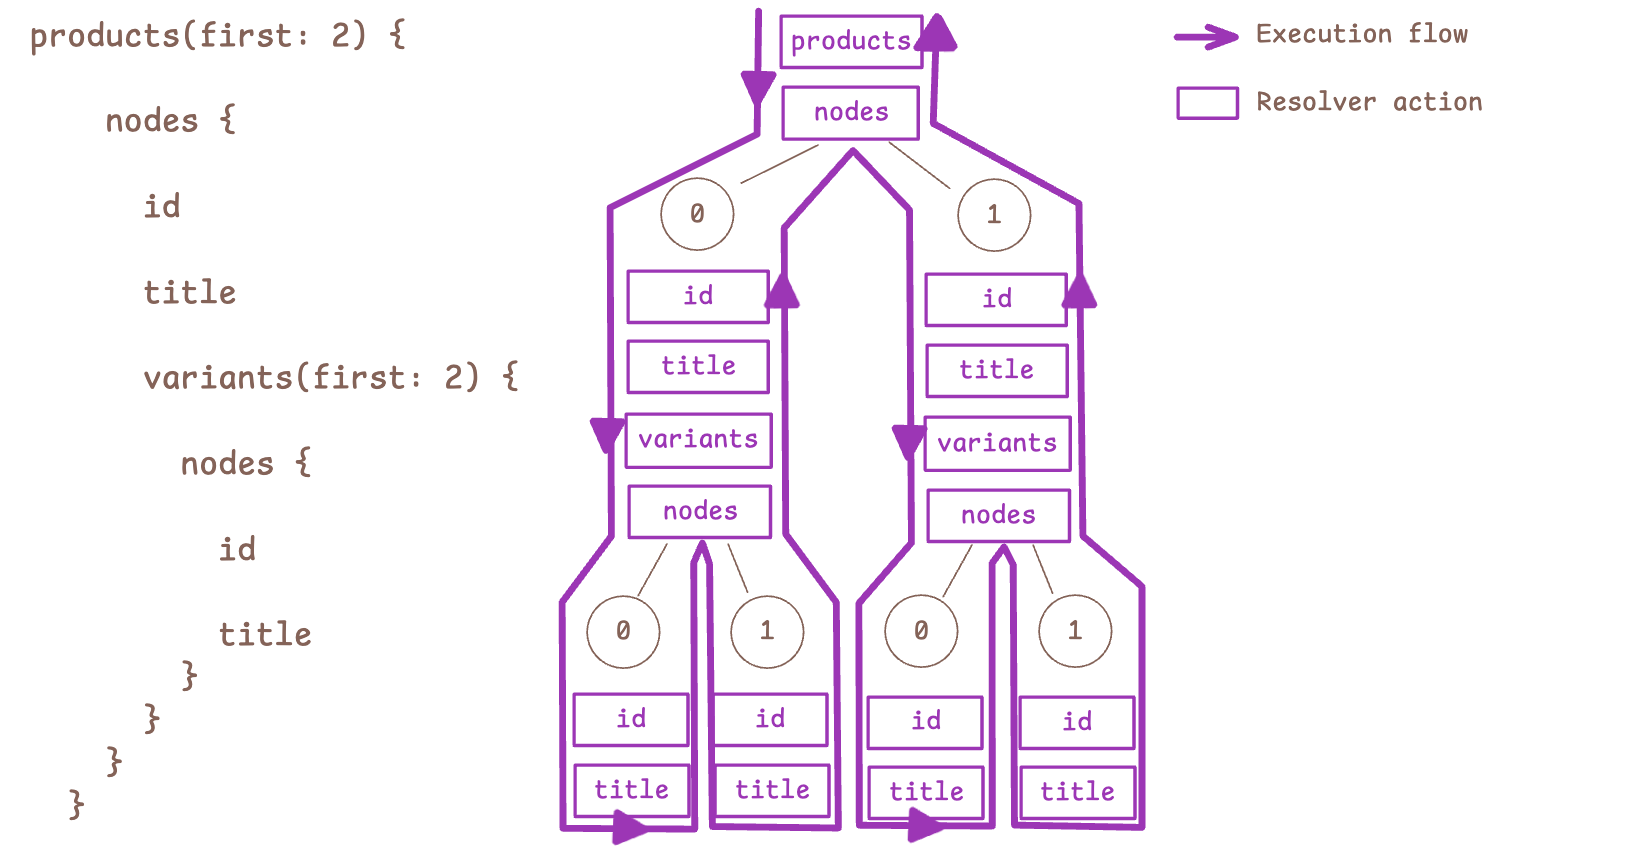 products(first: 2) {
nodes {
id
title
variants(first: 2) {
nodes {
id
title
}
}
}
}
products
nodes
0
1
id
id
title
title
variants
variants
nodes
nodes
0
1
0
1
id
id
id
id
title
title
title
title
Execution flow
Resolver action